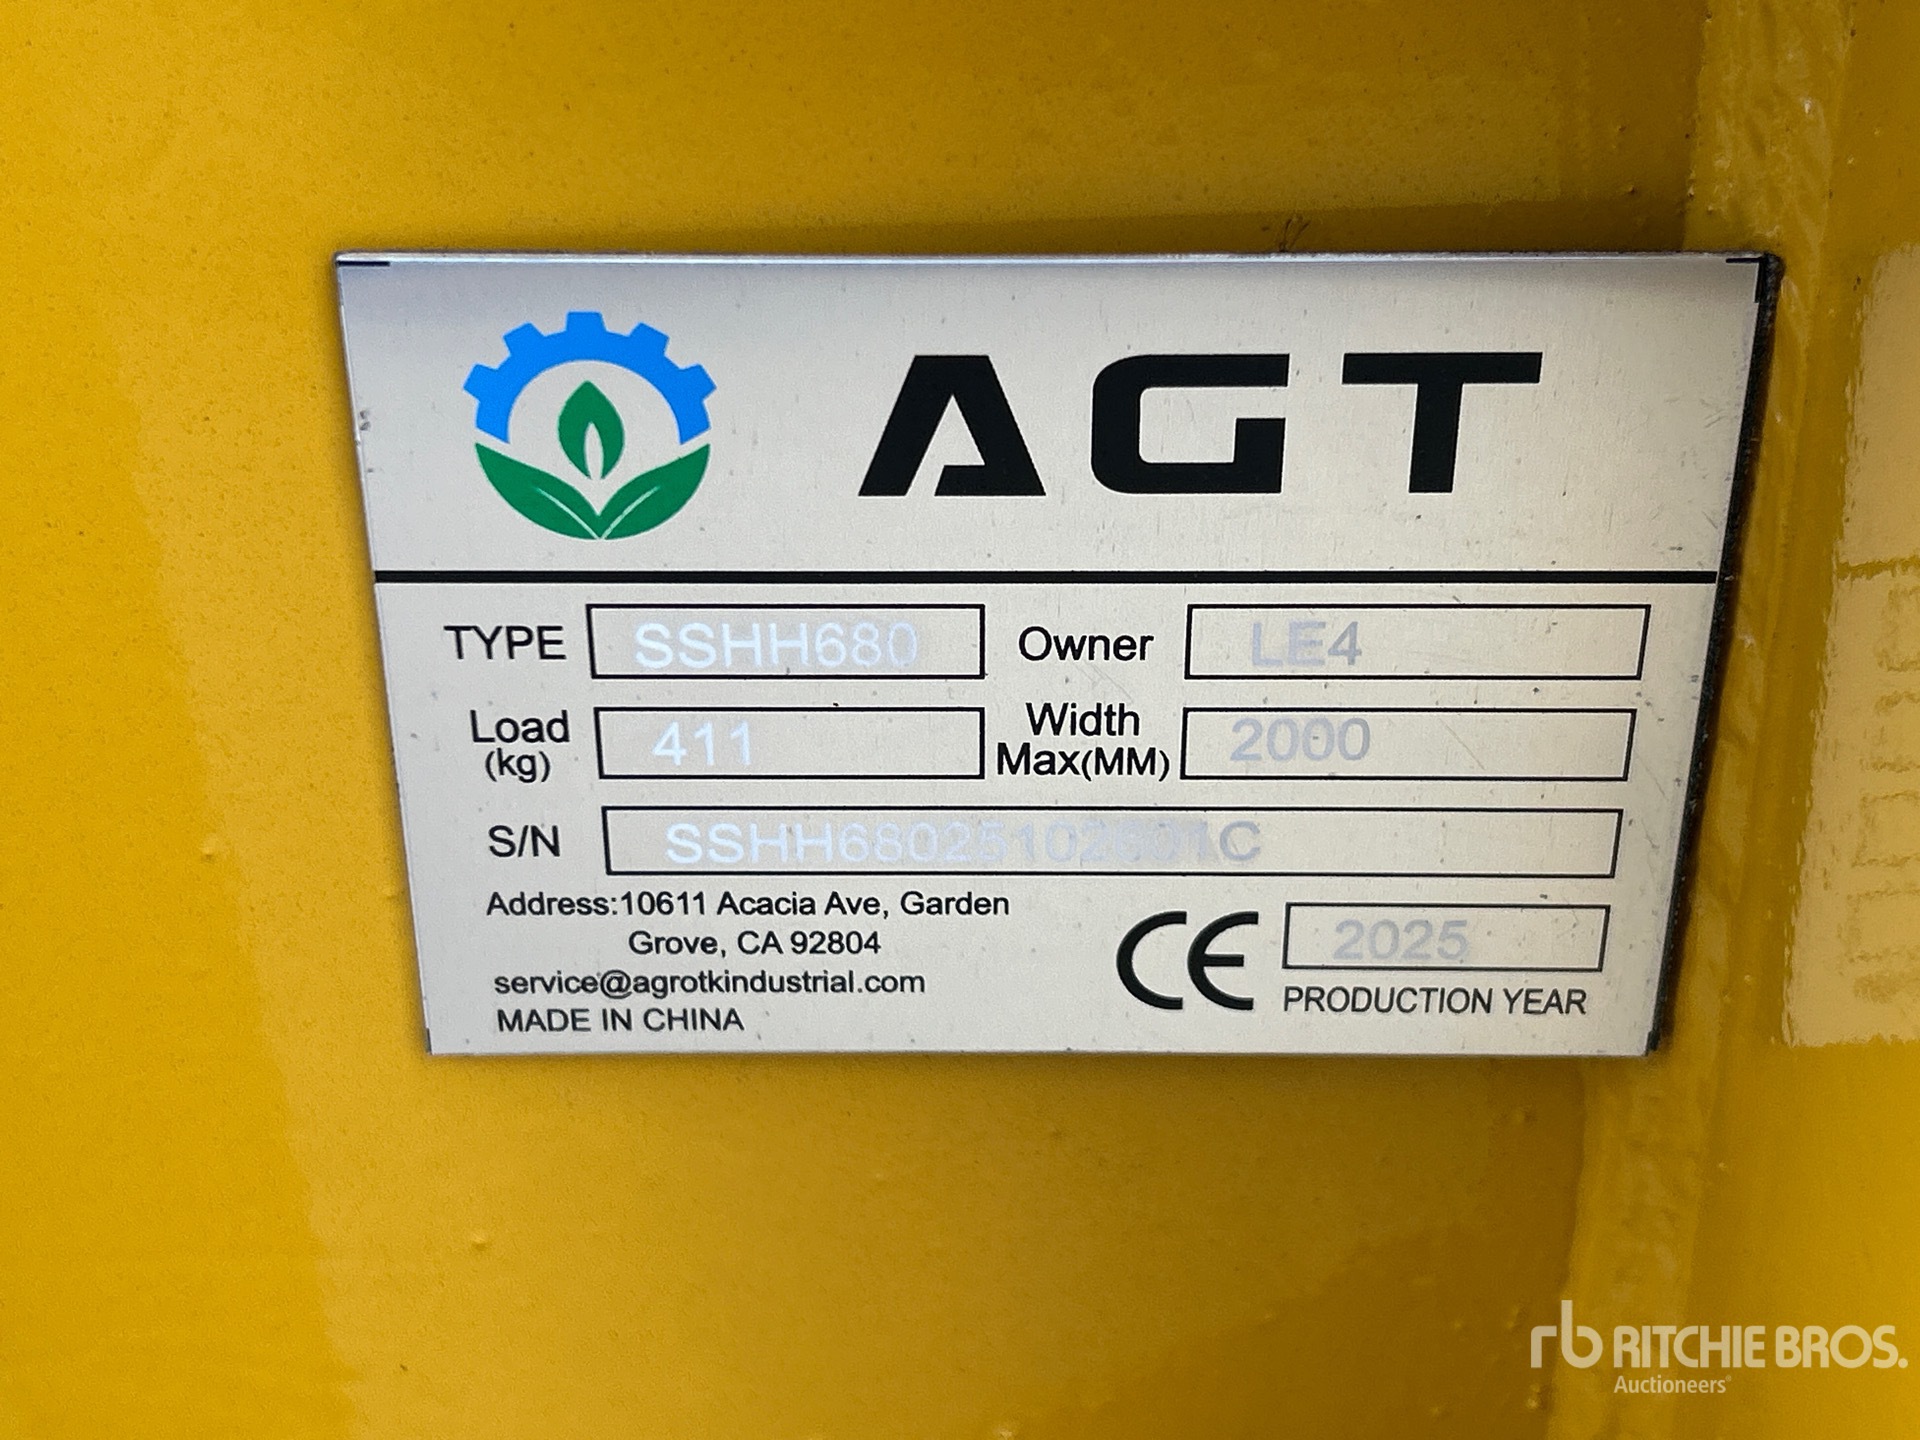 AGT
TYPE SSHH680 Owner LE4
Load (kg) 411 Width Max(MM) 2000
S/N
Address:10611 Acacia Ave, Garden
Grove, CA 92804
service@agrotkindustrial.com
MADE IN CHINA
CE 2025
PRODUCTION YEAR
rb RITCHIE BROS.
Auctioneers